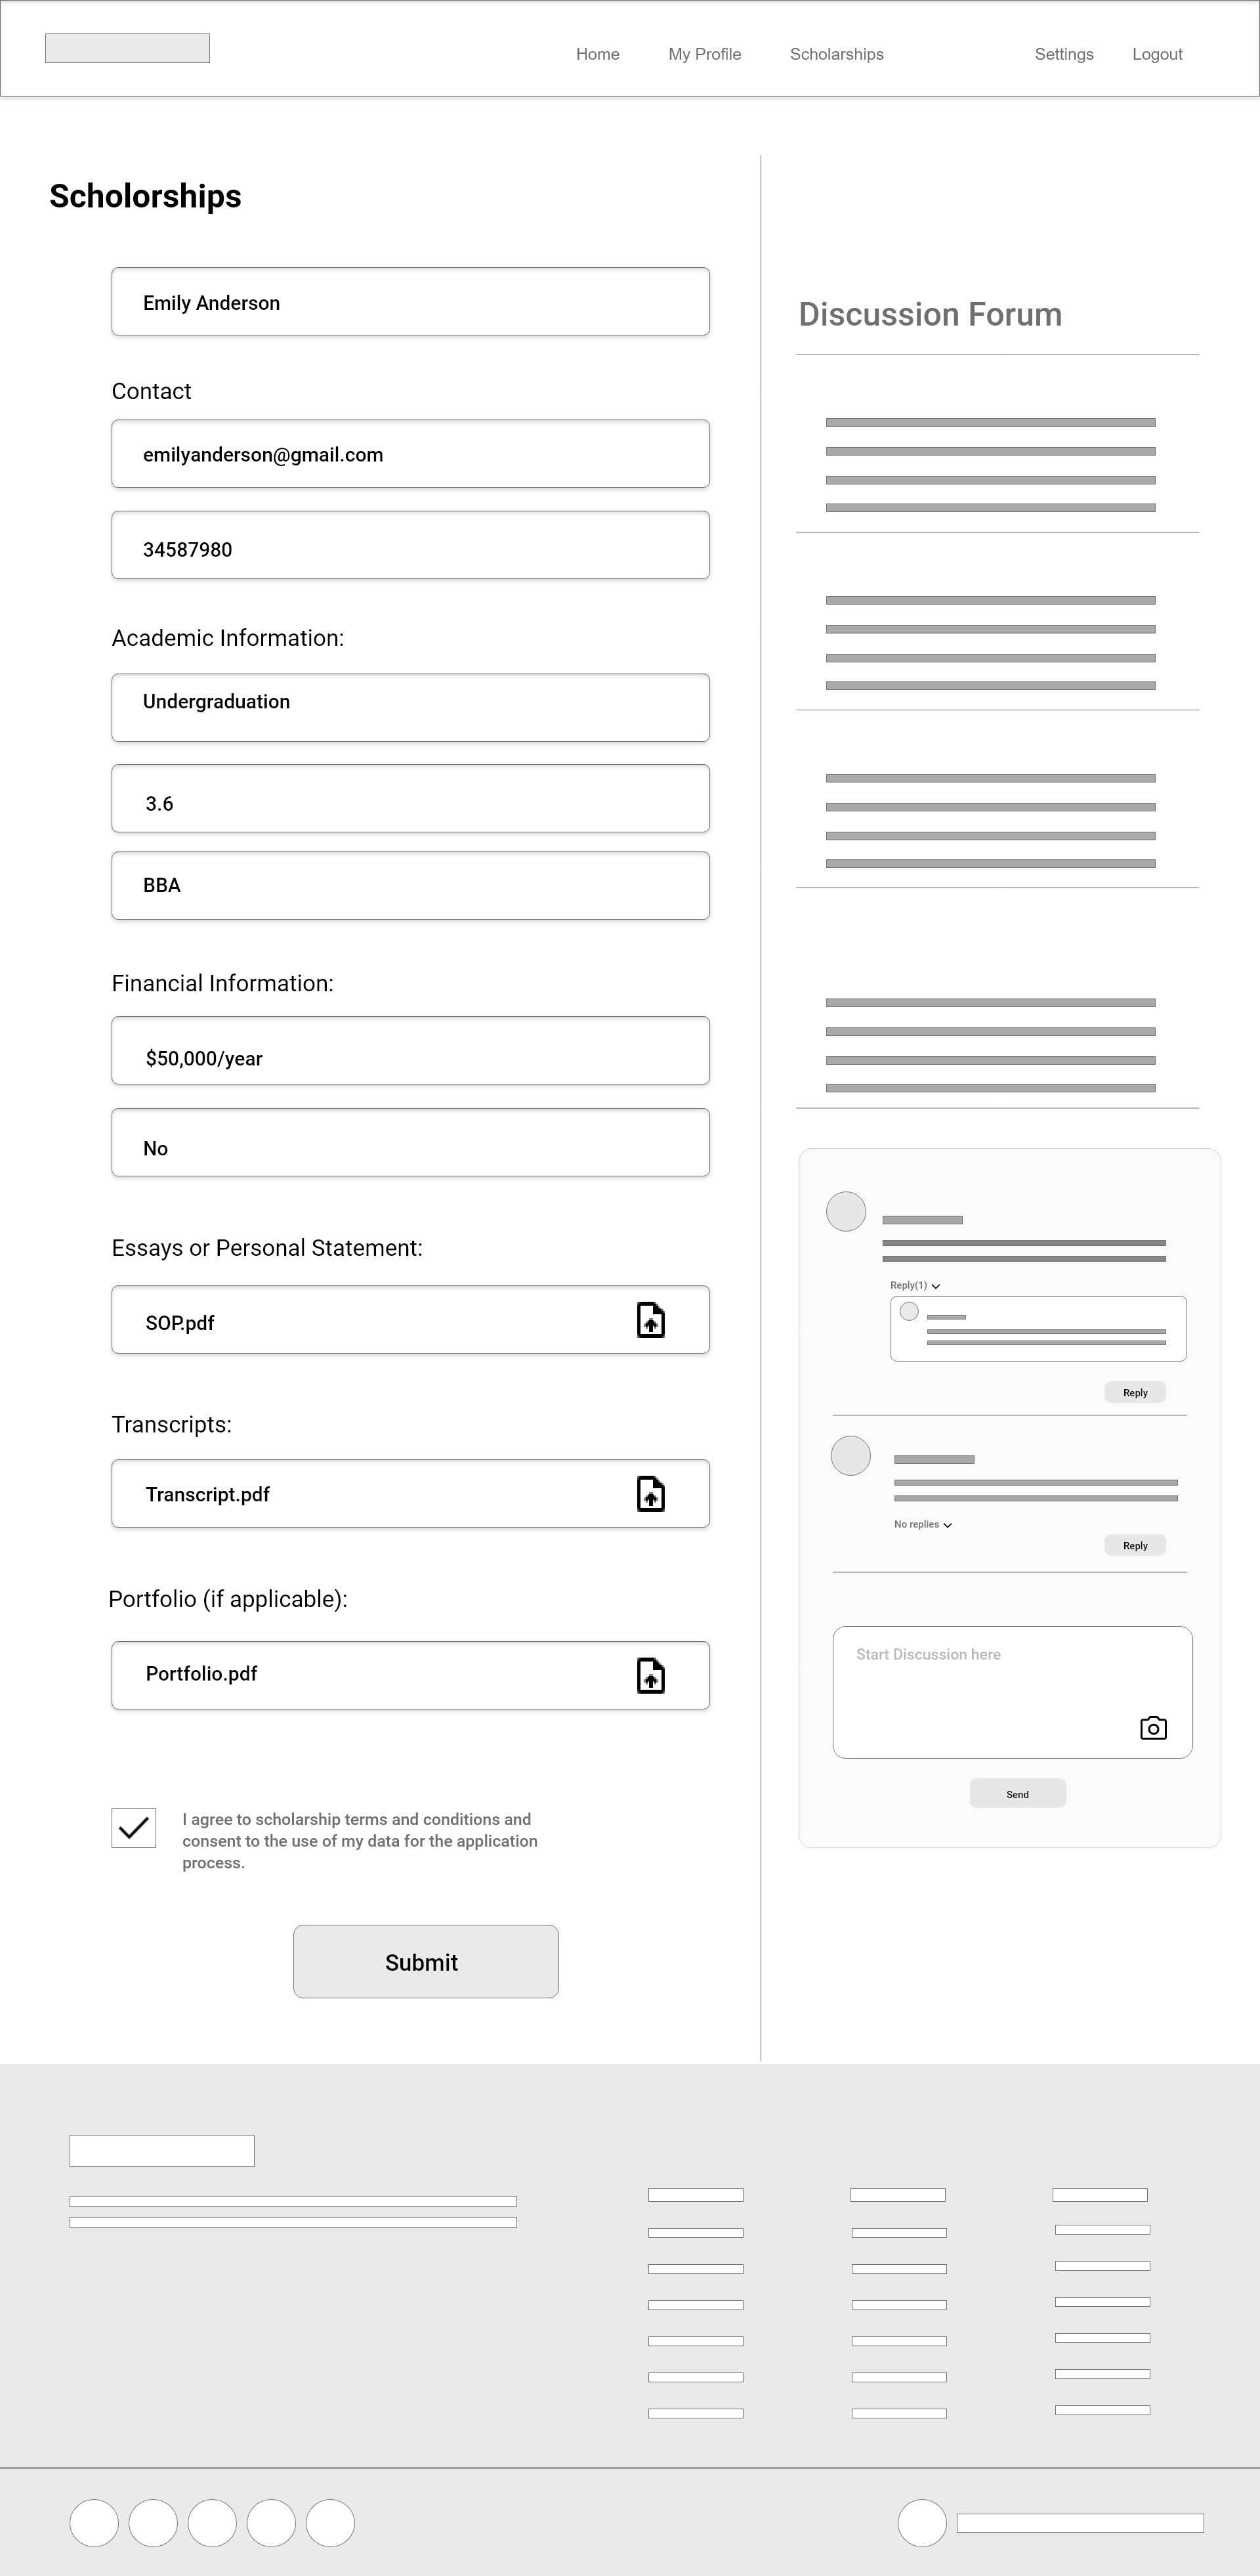 Home My Profile Scholarships Settings Logout
Scholorships
Emily Anderson
Contact
emilyanderson@gmail.com
34587980
Academic Information:
Undergraduation
3.6
BBA
Financial Information:
$50,000/year
No
Essays or Personal Statement:
SOP.pdf
Transcripts:
Transcript.pdf
Portfolio (if applicable):
Portfolio.pdf
I agree to scholarship terms and conditions and
consent to the use of my data for the application
process.
Submit
Discussion Forum
Reply(1)
Reply
No replies
Reply
Start Discussion here
Send